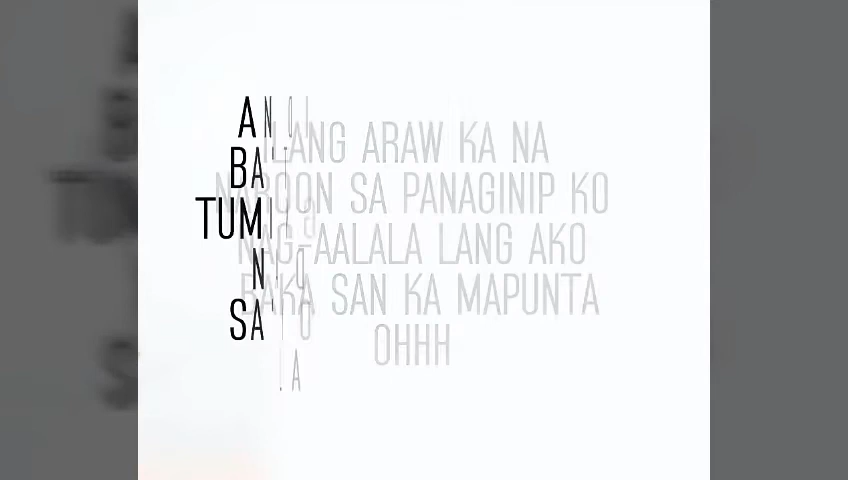 ILANG ARAW KA NA
NAROON SA PANAGINIP KO
NAG-AALALA LANG AKO
BAKA SAN KA MAPUNTA
OHHH
AN
BA
TUMI
N
SA